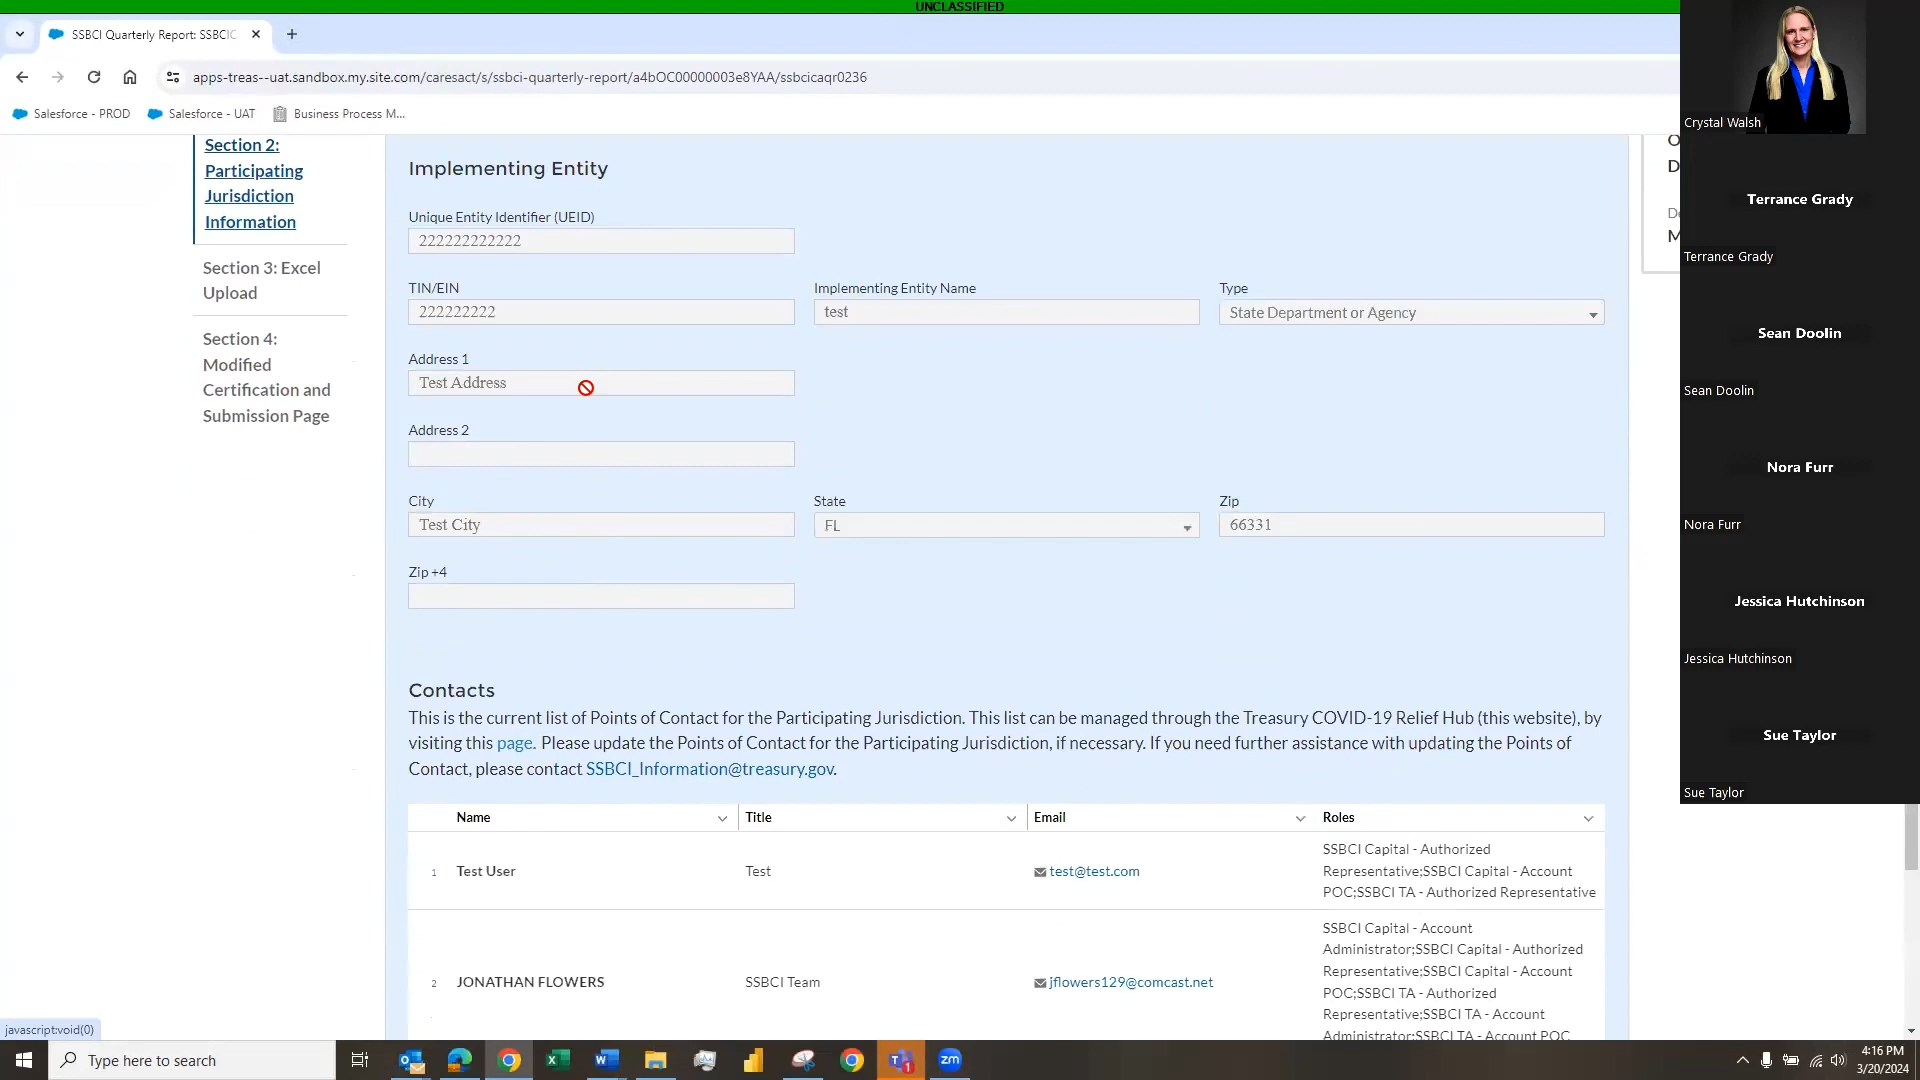 UNCLASSIFIED
SSBCI Quarterly Report: SSBCIC
apps-treas--uat.sandbox.my.site.com/caresact/s/ssbci-quarterly-report/a4bOC00000003e8YAA/ssbcicaqr0236
Salesforce - PROD
Salesforce - UAT
Business Process M...
Section 2:
Participating
Jurisdiction
Information
Section 3: Excel
Upload
Section 4:
Modified
Certification and
Submission Page
Implementing Entity
Unique Entity Identifier (UEID)
222222222222
TIN/EIN
Implementing Entity Name
Type
222222222
test
State Department or Agency
Address 1
Test Address
Address 2
City
State
Zip
Test City
FL
66331
Zip +4
Contacts
This is the current list of Points of Contact for the Participating Jurisdiction. This list can be managed through the Treasury COVID-19 Relief Hub (this website), by
visiting this page. Please update the Points of Contact for the Participating Jurisdiction, if necessary. If you need further assistance with updating the Points of
Contact, please contact SSBCI_Information@treasury.gov.
Name
Title
Email
Roles
1
Test User
Test
test@test.com
SSBCI Capital - Authorized
Representative;SSBCI Capital - Account
POC;SSBCI TA - Authorized Representative
2
JONATHAN FLOWERS
SSBCI Team
jflowers129@comcast.net
SSBCI Capital - Account
Administrator;SSBCI Capital - Authorized
Representative;SSBCI Capital - Account
POC;SSBCI TA - Authorized
Representative;SSBCI TA - Account
Administrator;SSBCI TA - Account POC
Crystal Walsh
Terrance Grady
Terrance Grady
Sean Doolin
Sean Doolin
Nora Furr
Nora Furr
Jessica Hutchinson
Jessica Hutchinson
Sue Taylor
Sue Taylor
javascript:void(0)
Type here to search
zm
4:16 PM
3/20/2024